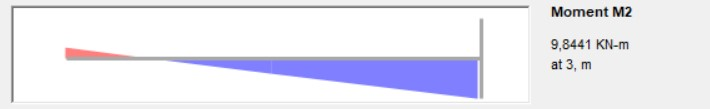 Moment M2
9,8441 KN-m
at 3, m